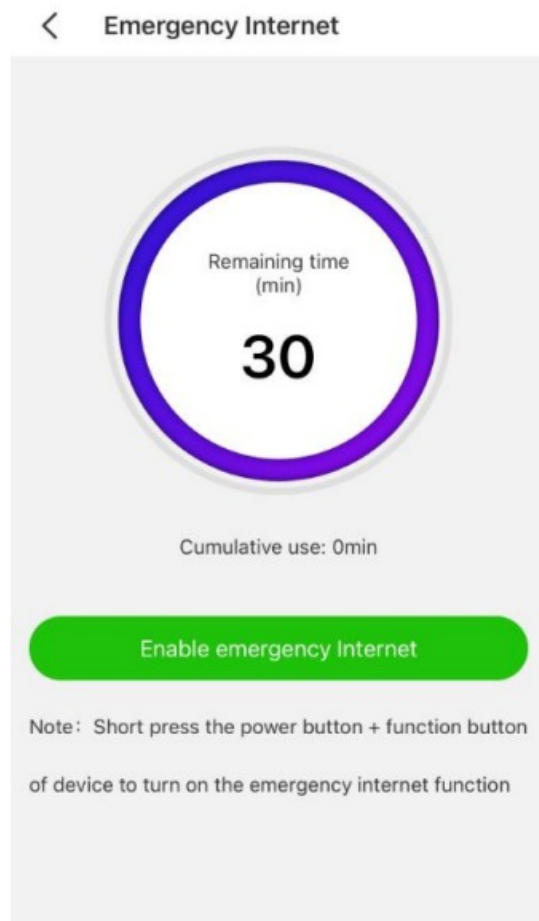 Emergency Internet
Remaining time
(min)
30
Cumulative use: 0min
Enable emergency Internet
Note: Short press the power button + function button
of device to turn on the emergency internet function